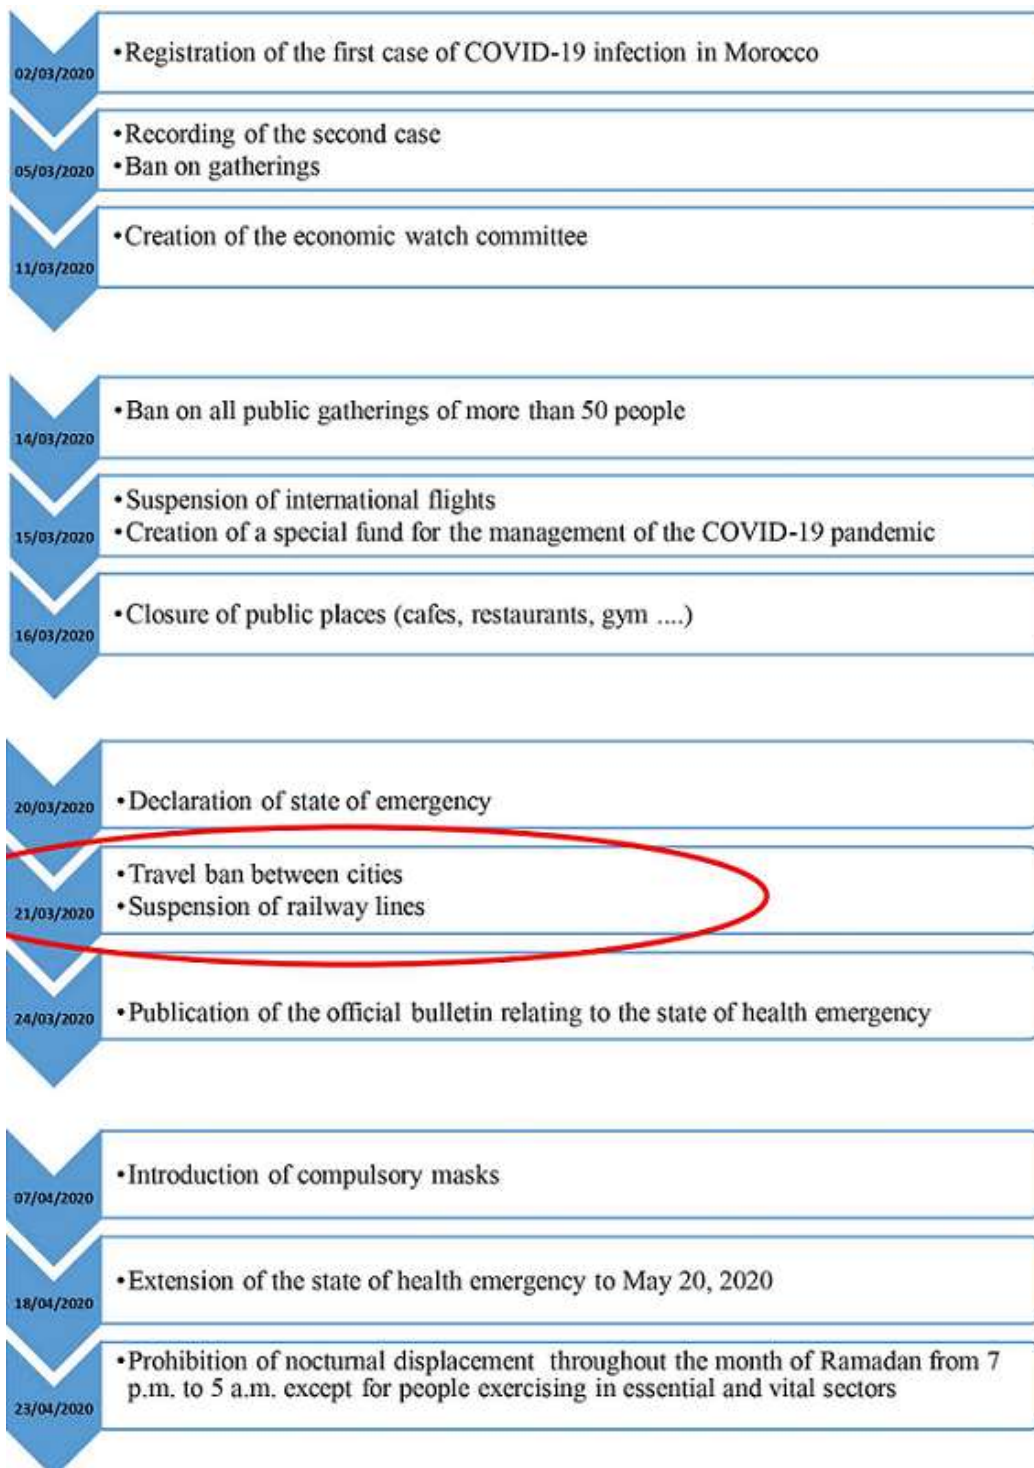 02/03/2020
•Registration of the first case of COVID-19 infection in Morocco
05/03/2020
•Recording of the second case
•Ban on gatherings
11/03/2020
•Creation of the economic watch committee
14/03/2020
•Ban on all public gatherings of more than 50 people
15/03/2020
•Suspension of international flights
•Creation of a special fund for the management of the COVID-19 pandemic
16/03/2020
•Closure of public places (cafes, restaurants, gym ....)
20/03/2020
•Declaration of state of emergency
21/03/2020
•Travel ban between cities
•Suspension of railway lines
24/03/2020
•Publication of the official bulletin relating to the state of health emergency
07/04/2020
•Introduction of compulsory masks
18/04/2020
•Extension of the state of health emergency to May 20, 2020
23/04/2020
•Prohibition of nocturnal displacement throughout the month of Ramadan from 7
p.m. to 5 a.m. except for people exercising in essential and vital sectors